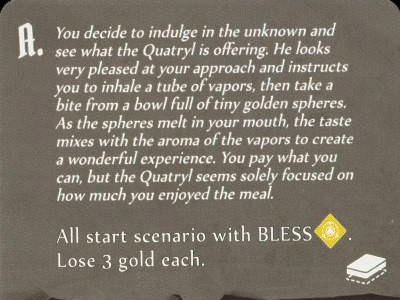 A. You decide to indulge in the unknown and
see what the Quatryl is offering. He looks
very pleased at your approach and instructs
you to inhale a tube of vapors, then take a
bite from a bowl full of tiny golden spheres.
As the spheres melt in your mouth, the taste
mixes with the aroma of the vapors to create
a wonderful experience. You pay what you
can, but the Quatryl seems solely focused on
how much you enjoyed the meal.
All start scenario with BLESS .
Lose 3 gold each.